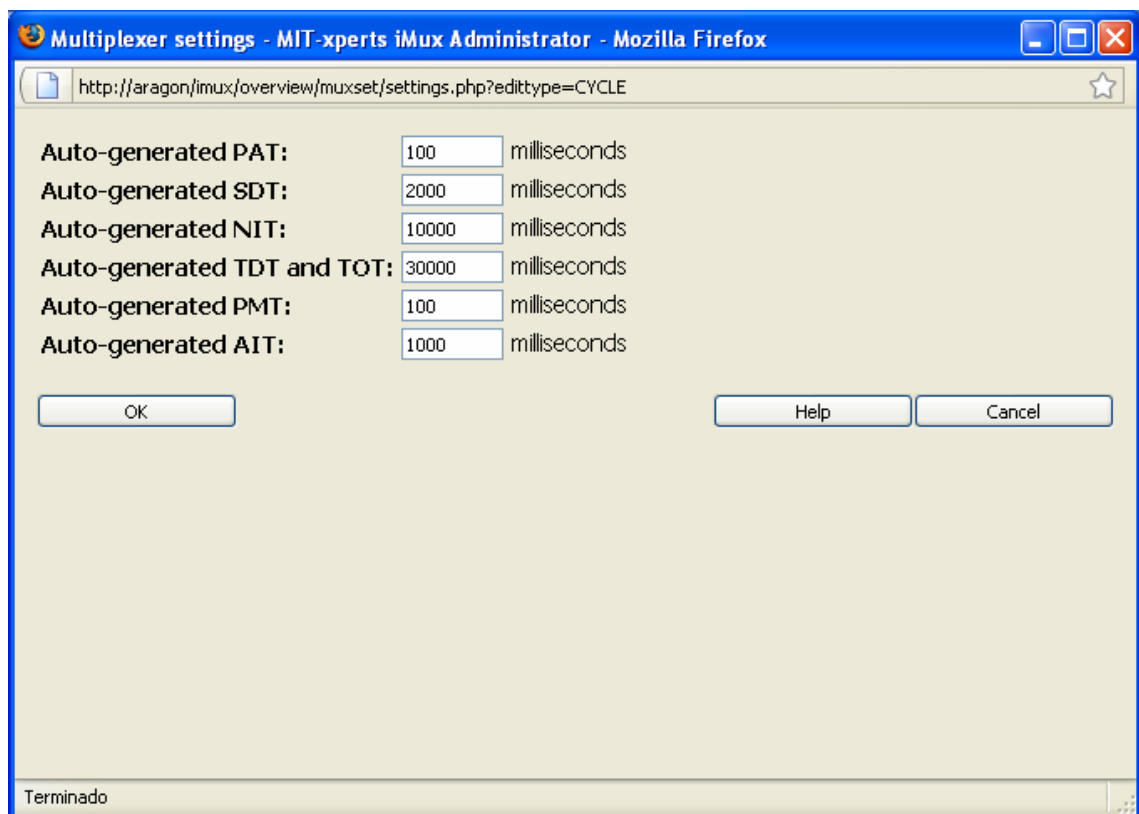 Multiplexer settings - MIT-xperts iMux Administrator - Mozilla Firefox
http://aragon/imux/overview/muxset/settings.php?edittype=CYCLE
Auto-generated PAT: 100 milliseconds
Auto-generated SDT: 2000 milliseconds
Auto-generated NIT: 10000 milliseconds
Auto-generated TDT and TOT: 30000 milliseconds
Auto-generated PMT: 100 milliseconds
Auto-generated AIT: 1000 milliseconds
OK Help Cancel
Terminado